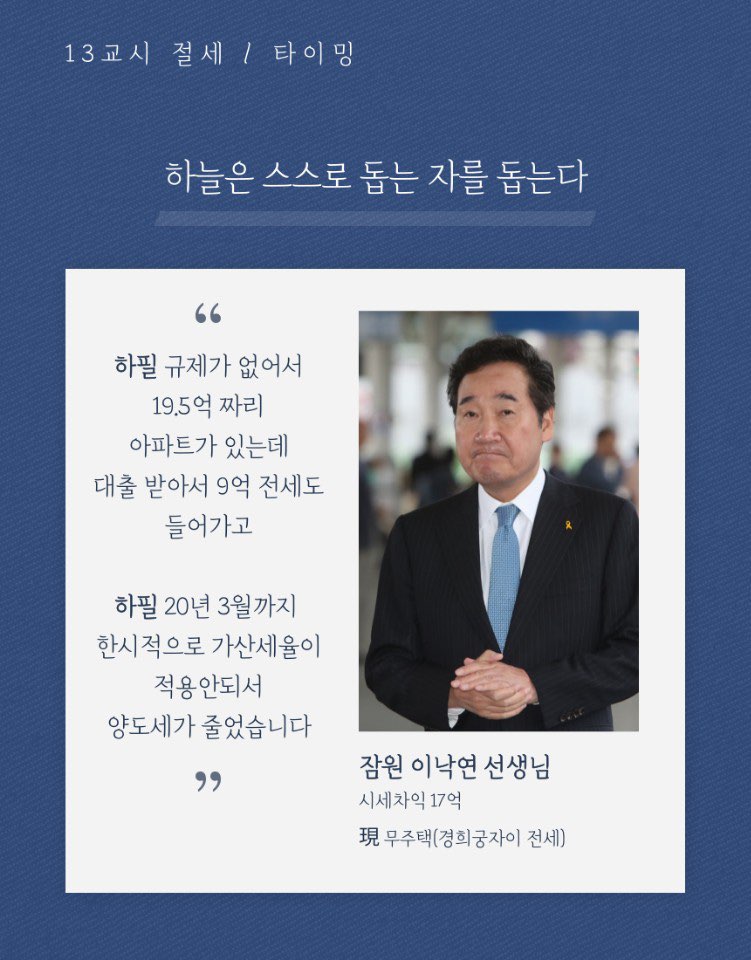 13교시 절세 / 타이밍
하늘은 스스로 돕는 자를 돕는다
“
하필 규제가 없어서
19.5억 짜리
아파트가 있는데
대출 받아서 9억 전세도
들어가고
하필 20년 3월까지
한시적으로 가산세율이
적용안되서
양도세가 줄었습니다
”
잠원 이낙연 선생님
시세차익 17억
現 무주택(경희궁자이 전세)